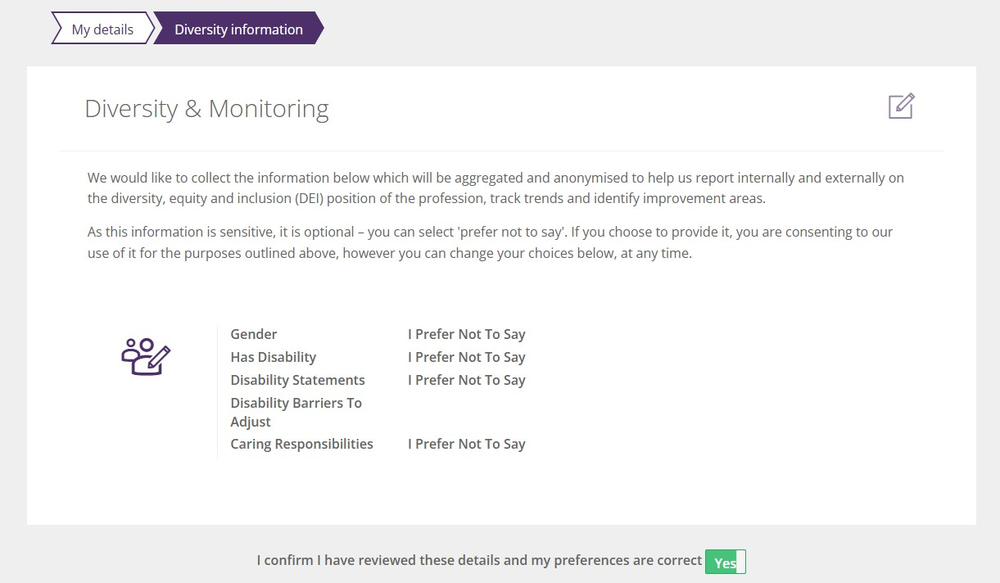 My details
Diversity information
Diversity & Monitoring
We would like to collect the information below which will be aggregated and anonymised to help us report internally and externally on
the diversity, equity and inclusion (DEI) position of the profession, track trends and identify improvement areas.
As this information is sensitive, it is optional – you can select 'prefer not to say'. If you choose to provide it, you are consenting to our
use of it for the purposes outlined above, however you can change your choices below, at any time.
Gender I Prefer Not To Say
Has Disability I Prefer Not To Say
Disability Statements I Prefer Not To Say
Disability Barriers To
Adjust
Caring Responsibilities I Prefer Not To Say
I confirm I have reviewed these details and my preferences are correct Yes